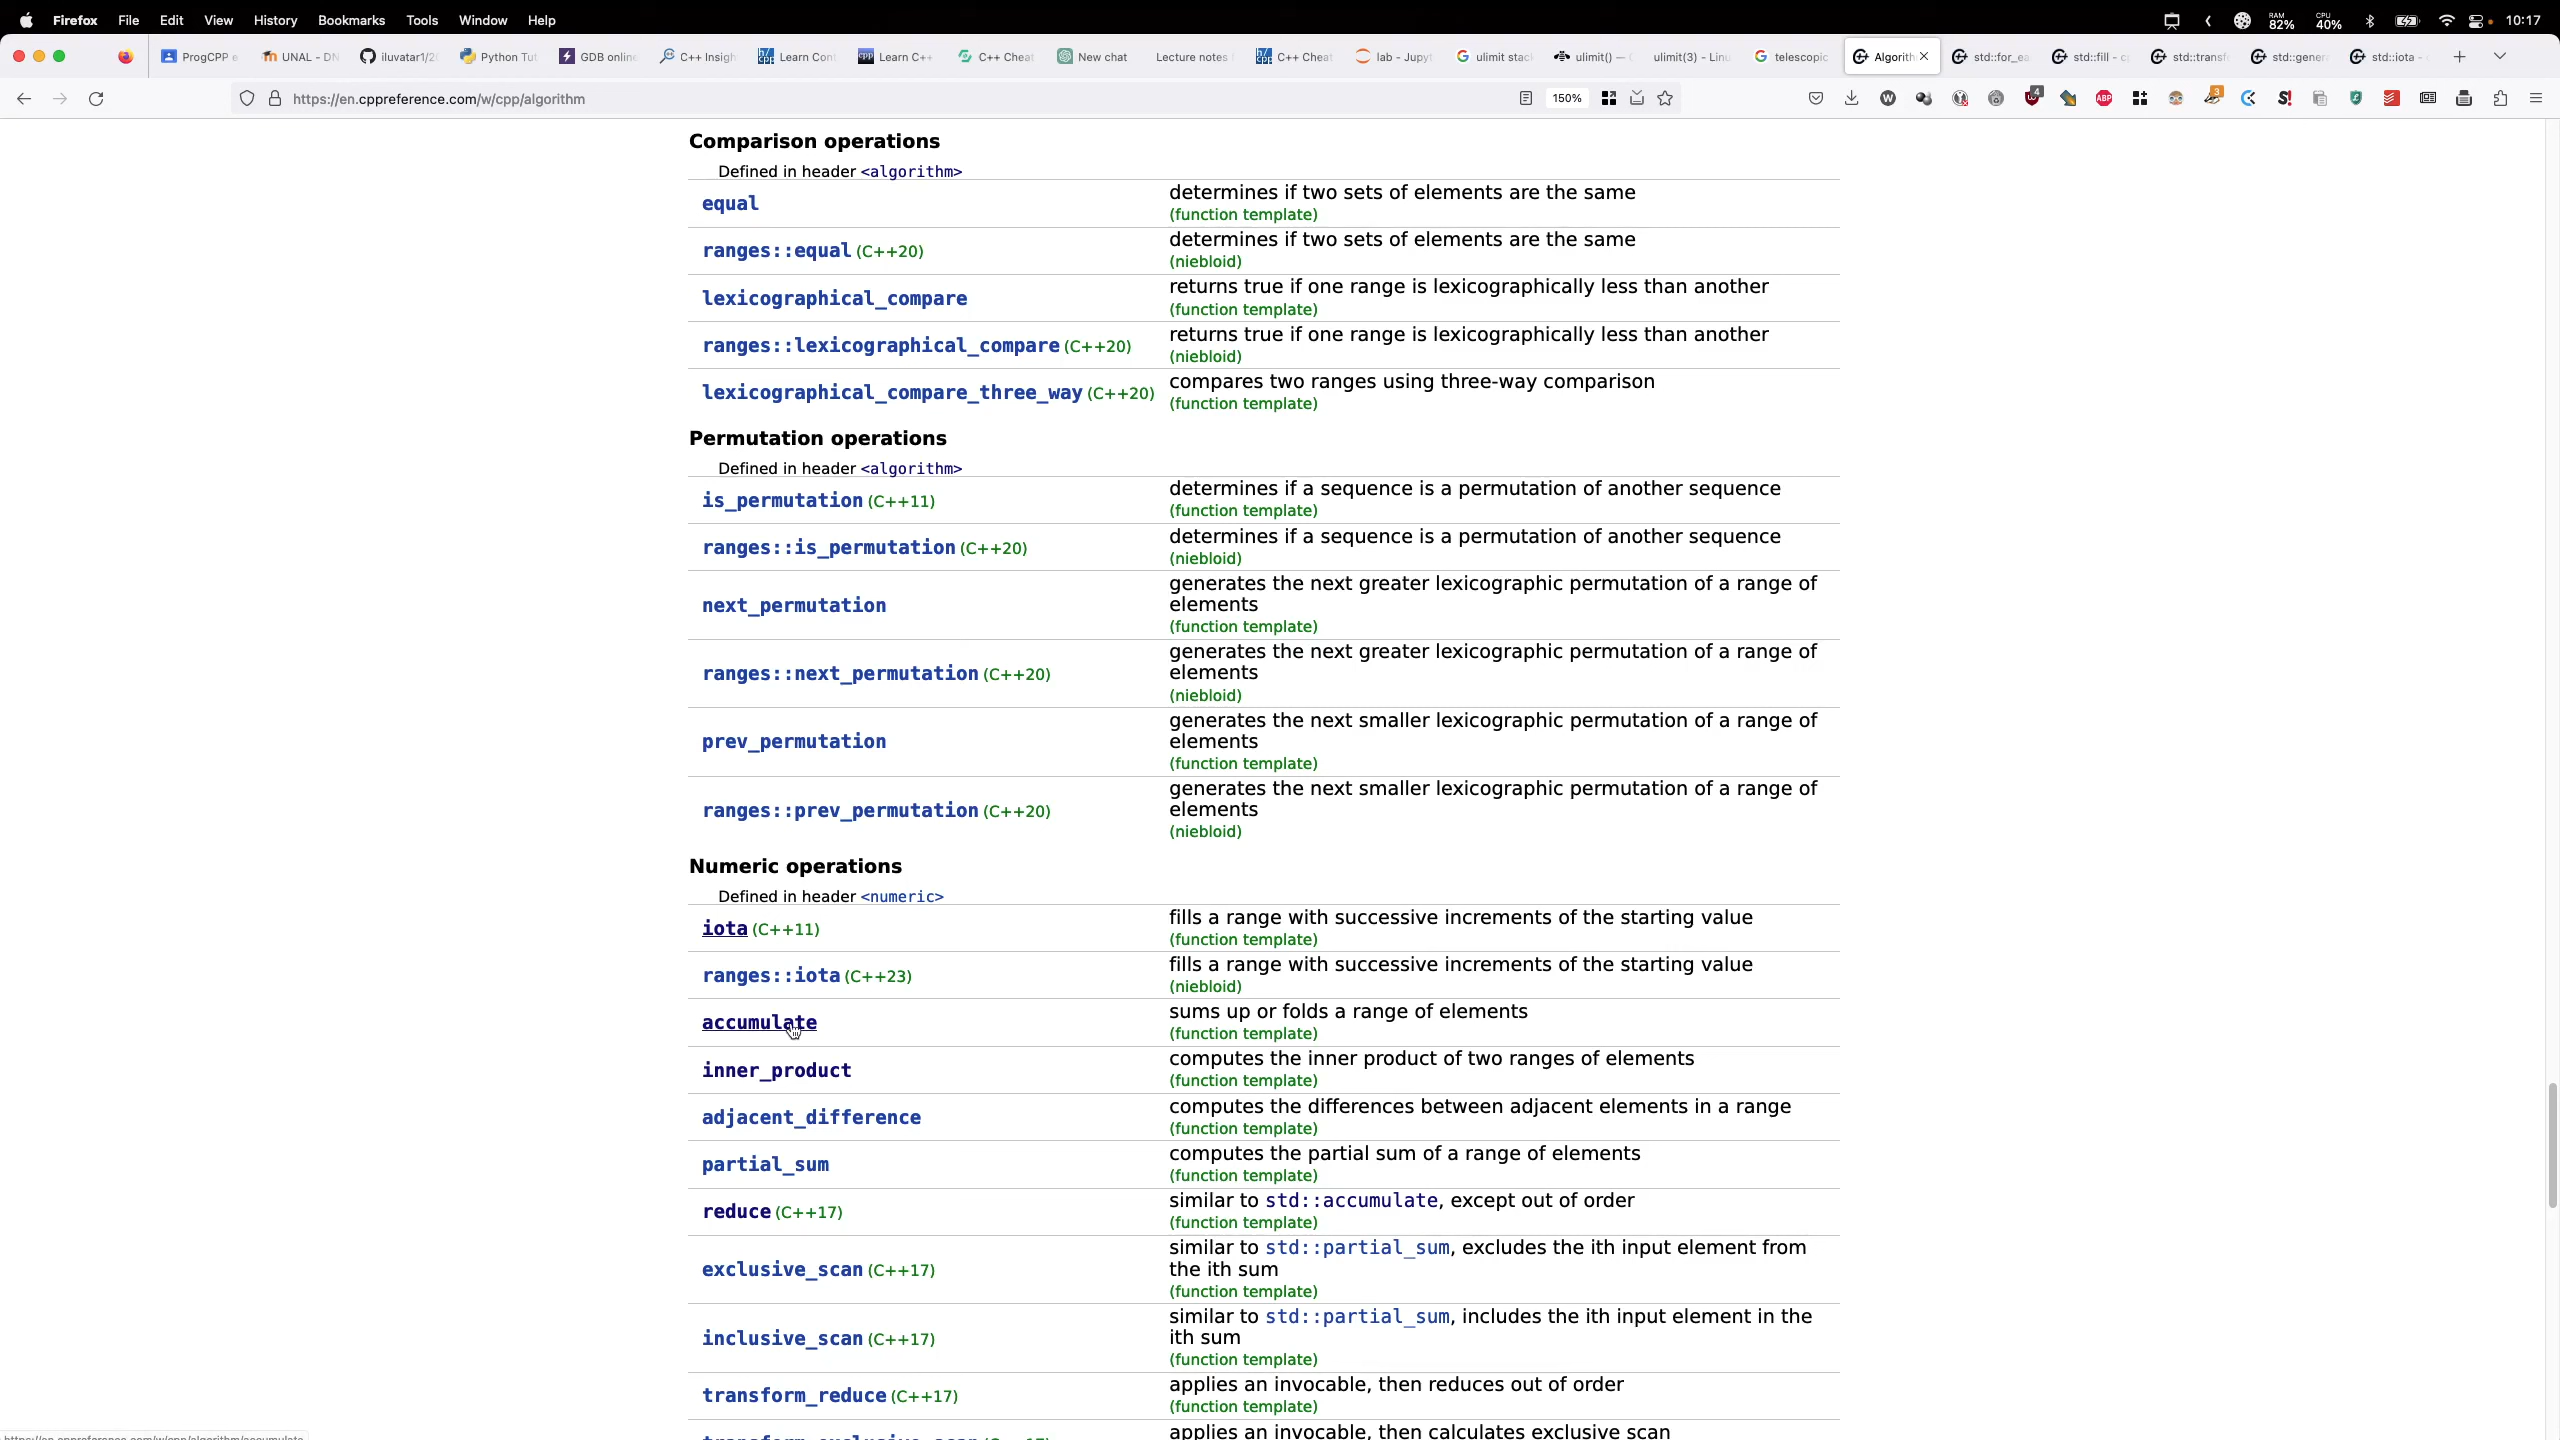 Firefox File Edit View History Bookmarks Tools Window Help RAM 82% CPU 40% 10:17
ProgCPP e UNAL - DN iluvatar1/2 Python Tut GDB online C++ Insigh Learn Con Learn C++ C++ Cheat New chat Lecture notes C++ Cheat lab - Jupyt ulimit stac ulimit() — ulimit(3) - Linu telescopic Algorith std::for_ea std::fill - c std::transf std::gener std::iota -
https://en.cppreference.com/w/cpp/algorithm 150% 4 ABP 3
Comparison operations
Defined in header <algorithm>
equal
determines if two sets of elements are the same
(function template)
ranges::equal (C++20)
determines if two sets of elements are the same
(niebloid)
lexicographical_compare
returns true if one range is lexicographically less than another
(function template)
ranges::lexicographical_compare (C++20)
returns true if one range is lexicographically less than another
(niebloid)
lexicographical_compare_three_way (C++20)
compares two ranges using three-way comparison
(function template)
Permutation operations
Defined in header <algorithm>
is_permutation (C++11)
determines if a sequence is a permutation of another sequence
(function template)
ranges::is_permutation (C++20)
determines if a sequence is a permutation of another sequence
(niebloid)
next_permutation
generates the next greater lexicographic permutation of a range of
elements
(function template)
ranges::next_permutation (C++20)
generates the next greater lexicographic permutation of a range of
elements
(niebloid)
prev_permutation
generates the next smaller lexicographic permutation of a range of
elements
(function template)
ranges::prev_permutation (C++20)
generates the next smaller lexicographic permutation of a range of
elements
(niebloid)
Numeric operations
Defined in header <numeric>
iota (C++11)
fills a range with successive increments of the starting value
(function template)
ranges::iota (C++23)
fills a range with successive increments of the starting value
(niebloid)
accumulate
sums up or folds a range of elements
(function template)
inner_product
computes the inner product of two ranges of elements
(function template)
adjacent_difference
computes the differences between adjacent elements in a range
(function template)
partial_sum
computes the partial sum of a range of elements
(function template)
reduce (C++17)
similar to std::accumulate, except out of order
(function template)
exclusive_scan (C++17)
similar to std::partial_sum, excludes the ith input element from
the ith sum
(function template)
inclusive_scan (C++17)
similar to std::partial_sum, includes the ith input element in the
ith sum
(function template)
transform_reduce (C++17)
applies an invocable, then reduces out of order
(function template)
applies an invocable, then calculates exclusive scan